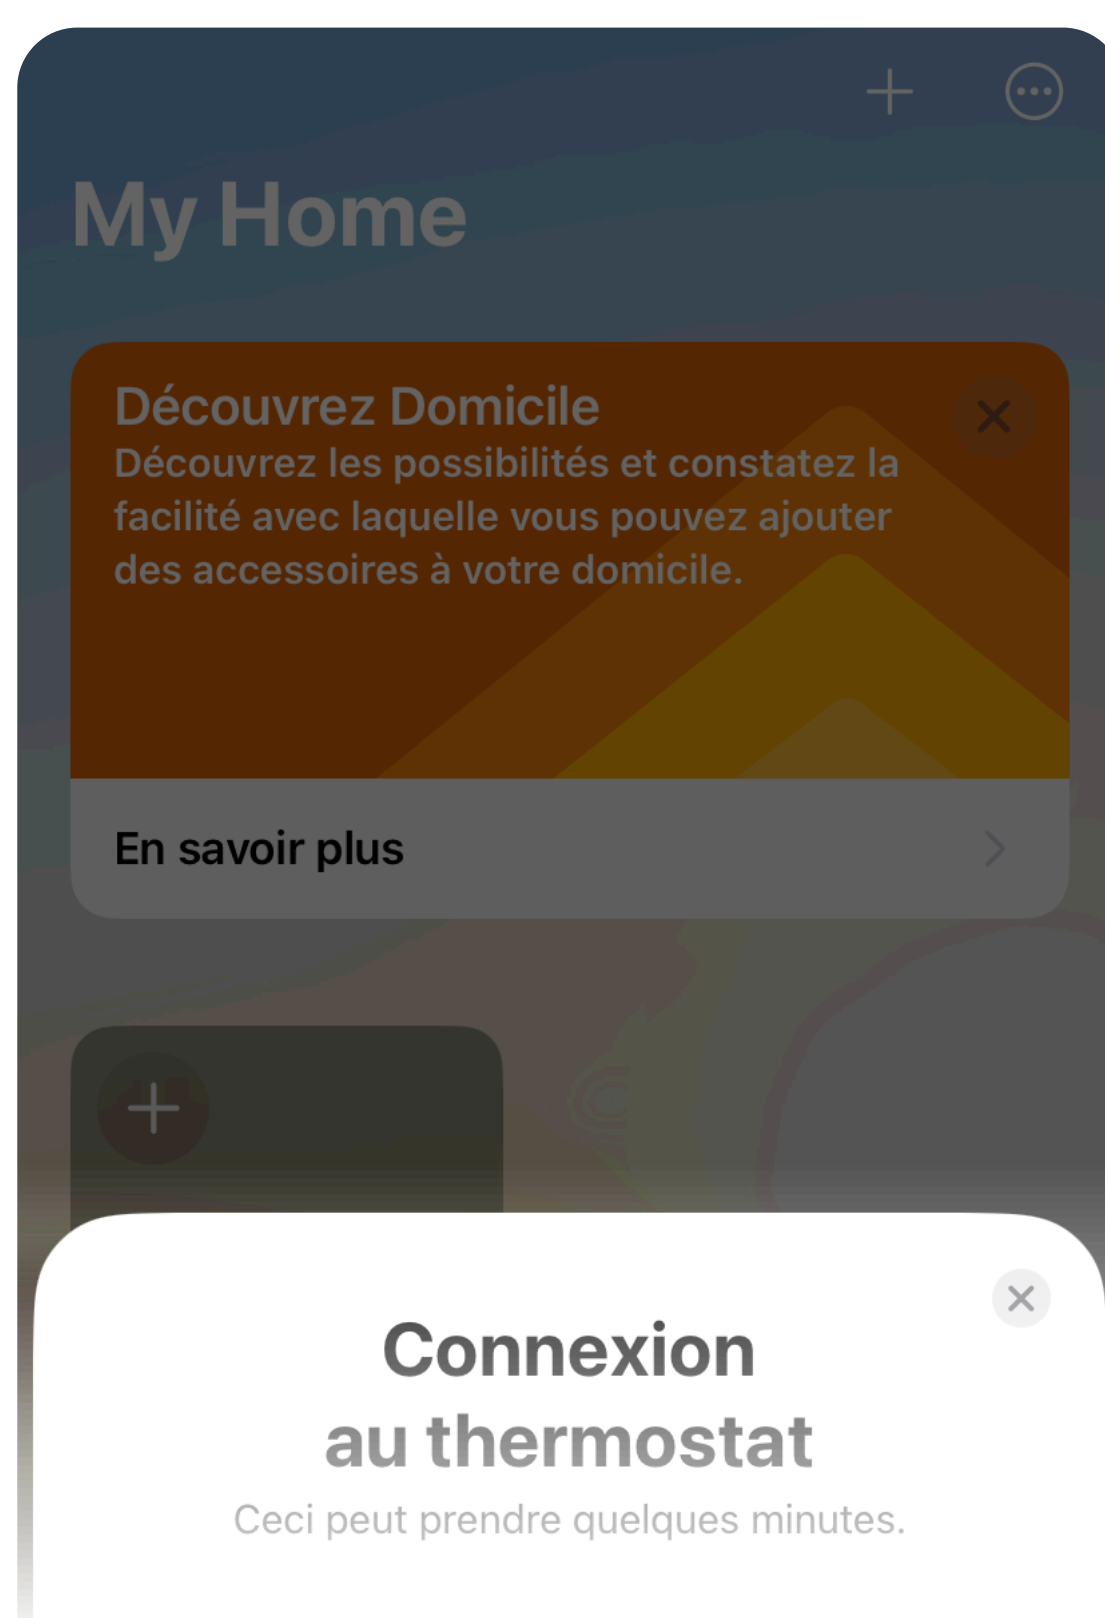 My Home
Découvrez Domicile
Découvrez les possibilités et constatez la
facilité avec laquelle vous pouvez ajouter
des accessoires à votre domicile.
En savoir plus
Connexion
au thermostat
Ceci peut prendre quelques minutes.